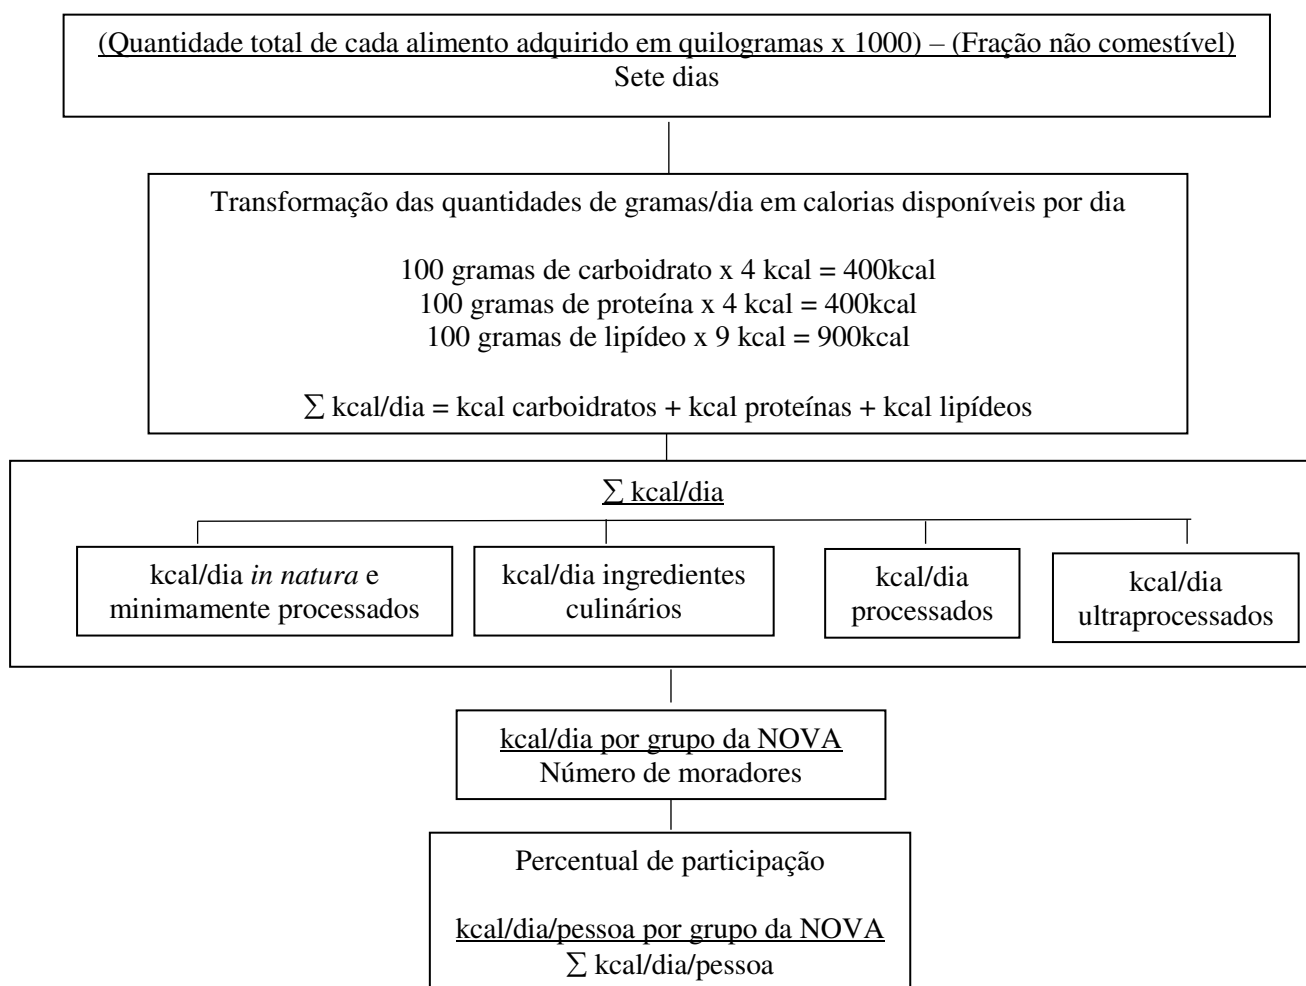 (Quantidade total de cada alimento adquirido em quilogramas x 1000) – (Fração não comestível)
Sete dias
Transformação das quantidades de gramas/dia em calorias disponíveis por dia
100 gramas de carboidrato x 4 kcal = 400kcal
100 gramas de proteína x 4 kcal = 400kcal
100 gramas de lipídeo x 9 kcal = 900kcal
∑ kcal/dia = kcal carboidratos + kcal proteínas + kcal lipídeos
∑ kcal/dia
kcal/dia in natura e
minimamente processados
kcal/dia ingredientes
culinários
kcal/dia
processados
kcal/dia
ultraprocessados
kcal/dia por grupo da NOVA
Número de moradores
Percentual de participação
kcal/dia/pessoa por grupo da NOVA
∑ kcal/dia/pessoa